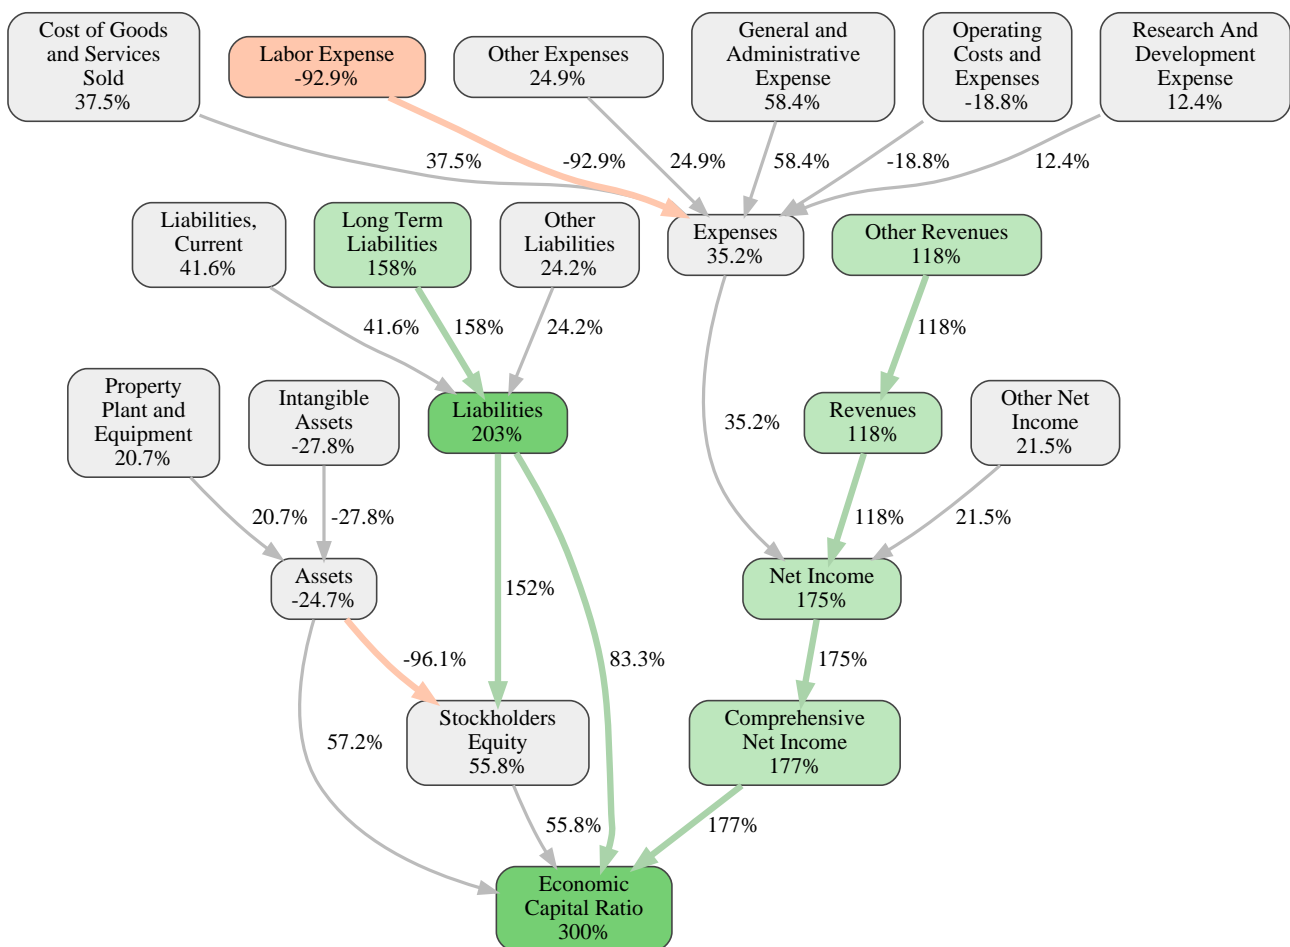 Cost of Goods
and Services
Sold
37.5%
Labor Expense
-92.9%
Other Expenses
24.9%
General and
Administrative
Expense
58.4%
Operating
Costs and
Expenses
-18.8%
Research And
Development
Expense
12.4%
37.5%
-92.9%
24.9%
58.4%
-18.8%
12.4%
Liabilities,
Current
41.6%
Long Term
Liabilities
158%
Other
Liabilities
24.2%
Expenses
35.2%
Other Revenues
118%
41.6%
158%
24.2%
118%
Property
Plant and
Equipment
20.7%
Intangible
Assets
-27.8%
Liabilities
203%
35.2%
Revenues
118%
Other Net
Income
21.5%
20.7%
-27.8%
118%
21.5%
Assets
-24.7%
152%
Net Income
175%
-96.1%
83.3%
175%
57.2%
Stockholders
Equity
55.8%
Comprehensive
Net Income
177%
55.8%
177%
Economic
Capital Ratio
300%